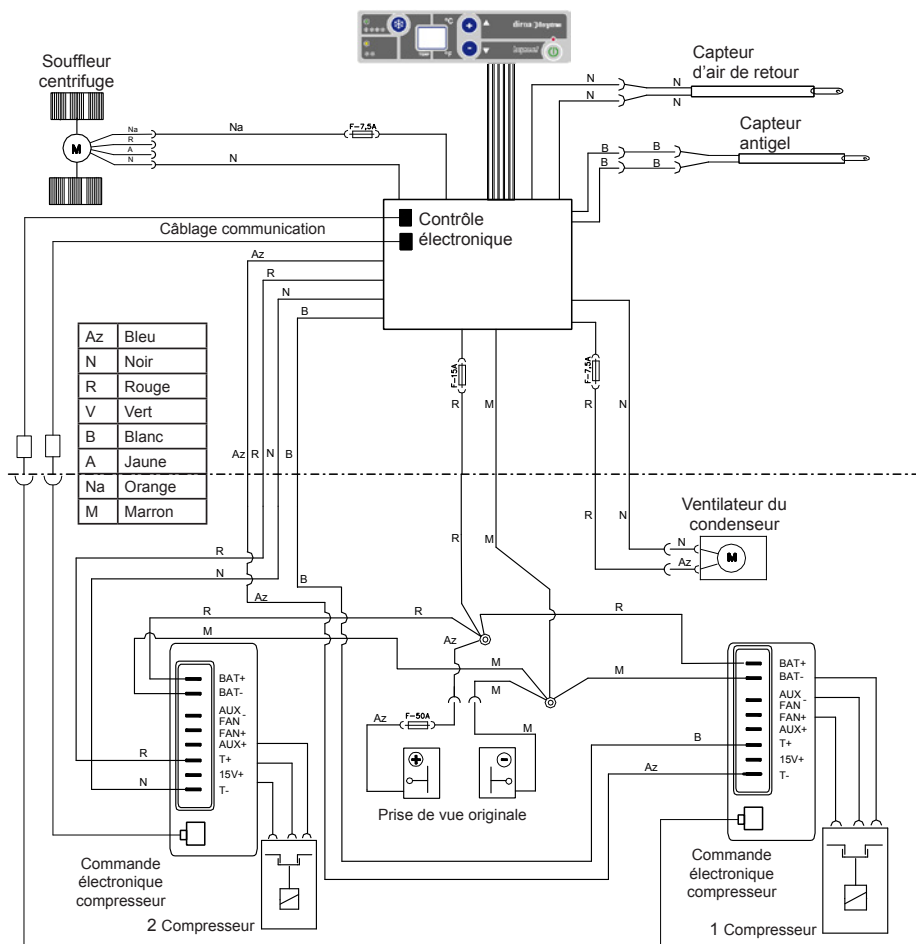 °C
dirna Bergstrom
°F
bycool
Souffleur
centrifuge
Capteur
d'air de retour
N
N
N
N
Capteur
antigel
B
B
B
B
Na
R
A
N
M
Na
F-7,5A
N
Câblage communication
Contrôle
électronique
Az
R
N
B
Az Bleu
N Noir
R Rouge
V Vert
B Blanc
A Jaune
Na Orange
M Marron
F-15A
F-7,5A
R
M
R
N
Az
R
N
B
R
M
R
N
Ventilateur du
condenseur
N
Az
M
R
N
B
Az
R
R
R
M
Az
M
M
M
Az
F-50A
M
Prise de vue originale
BAT+
BAT-
AUX -
FAN
FAN+
AUX+
T+
15V+
T-
R
N
Commande
électronique
compresseur
2 Compresseur
BAT+
BAT-
AUX -
FAN
FAN+
AUX+
T+
15V+
T-
B
Az
Commande
électronique
compresseur
1 Compresseur